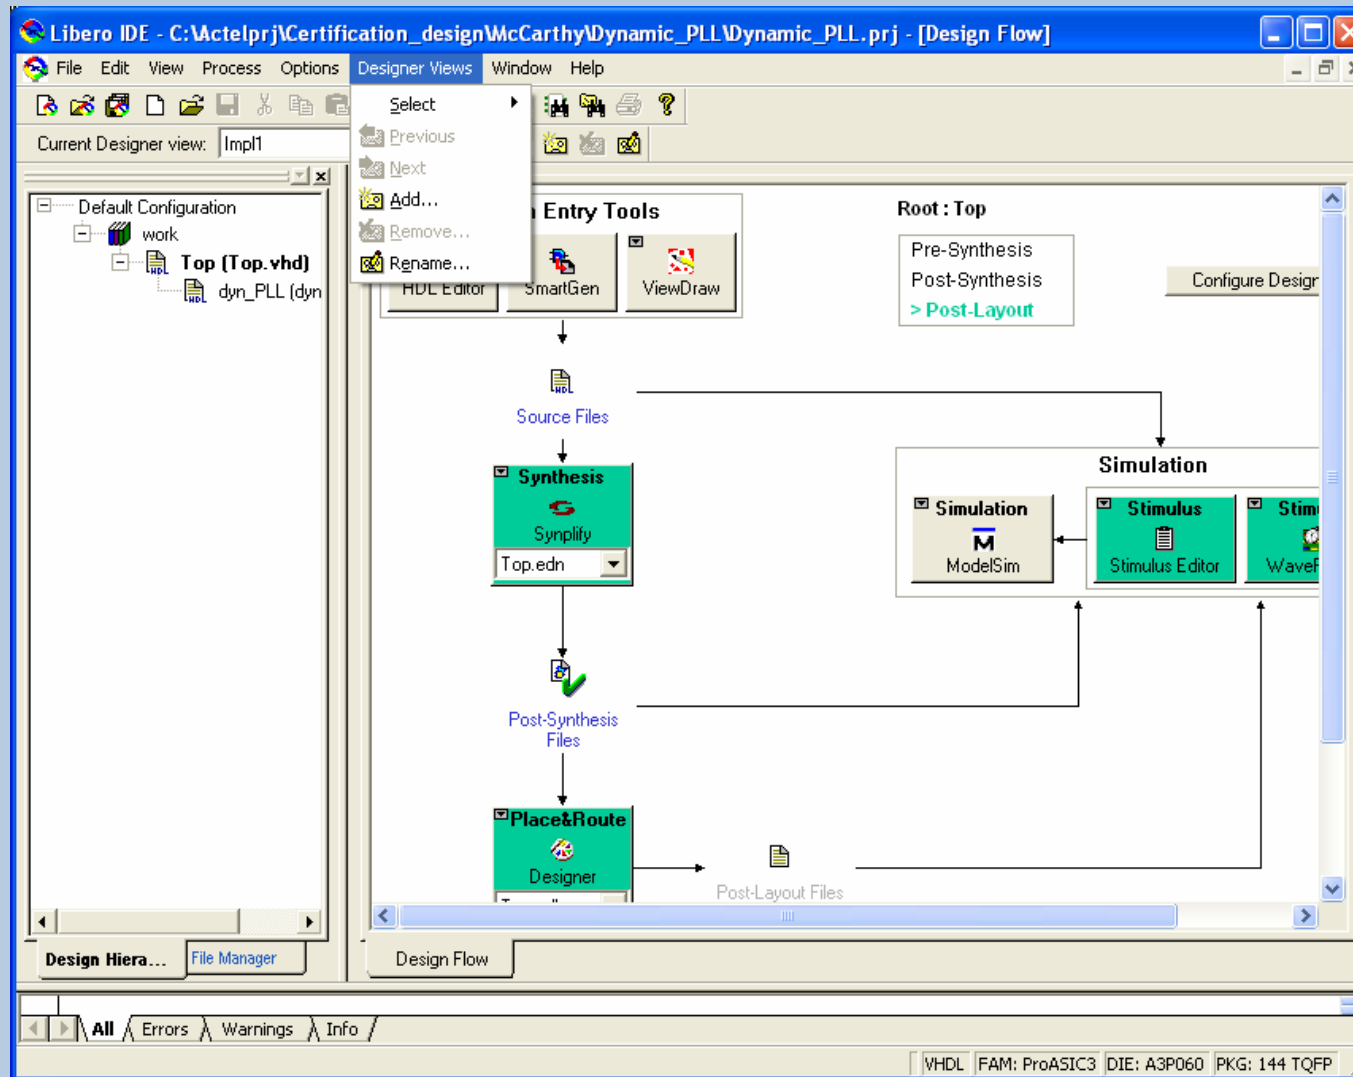 Libero IDE - C:\Actelprj\Certification_design\McCarthy\Dynamic_PLL\Dynamic_PLL.prj - [Design Flow]
File Edit View Process Options Designer Views Window Help
Select
Current Designer view: Impl1
Previous
Next
Add...
Remove...
Rename...
Default Configuration
work
Top (Top.vhd)
dyn_PLL (dyn
Entry Tools
HDL Editor SmartGen ViewDraw
Root : Top
Pre-Synthesis
Post-Synthesis
> Post-Layout
Configure Design
HDL
Source Files
Synthesis
Synplify
Top.edn
Simulation
Simulation
M
ModelSim
Stimulus
Stimulus Editor
Stim
WaveF
Post-Synthesis
Files
Place&Route
Designer
Post-Layout Files
Design Hiera... File Manager
Design Flow
All Errors Warnings Info
VHDL FAM: ProASIC3 DIE: A3P060 PKG: 144 TQFP